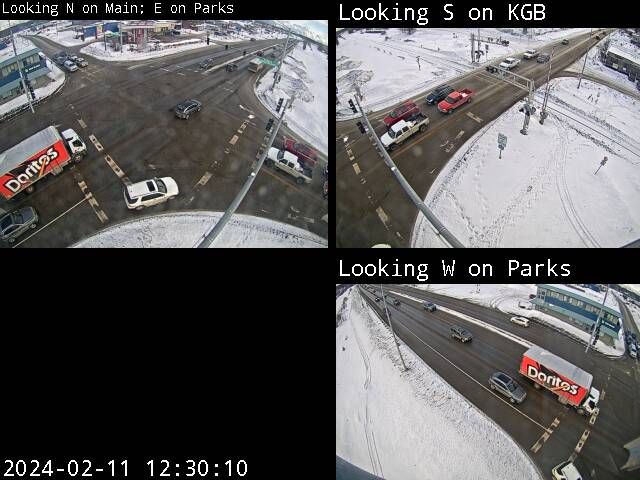 Looking N on Main; E on Parks
Looking S on KGB
Doritos
Looking W on Parks
Doritos
2024-02-11 12:30:10